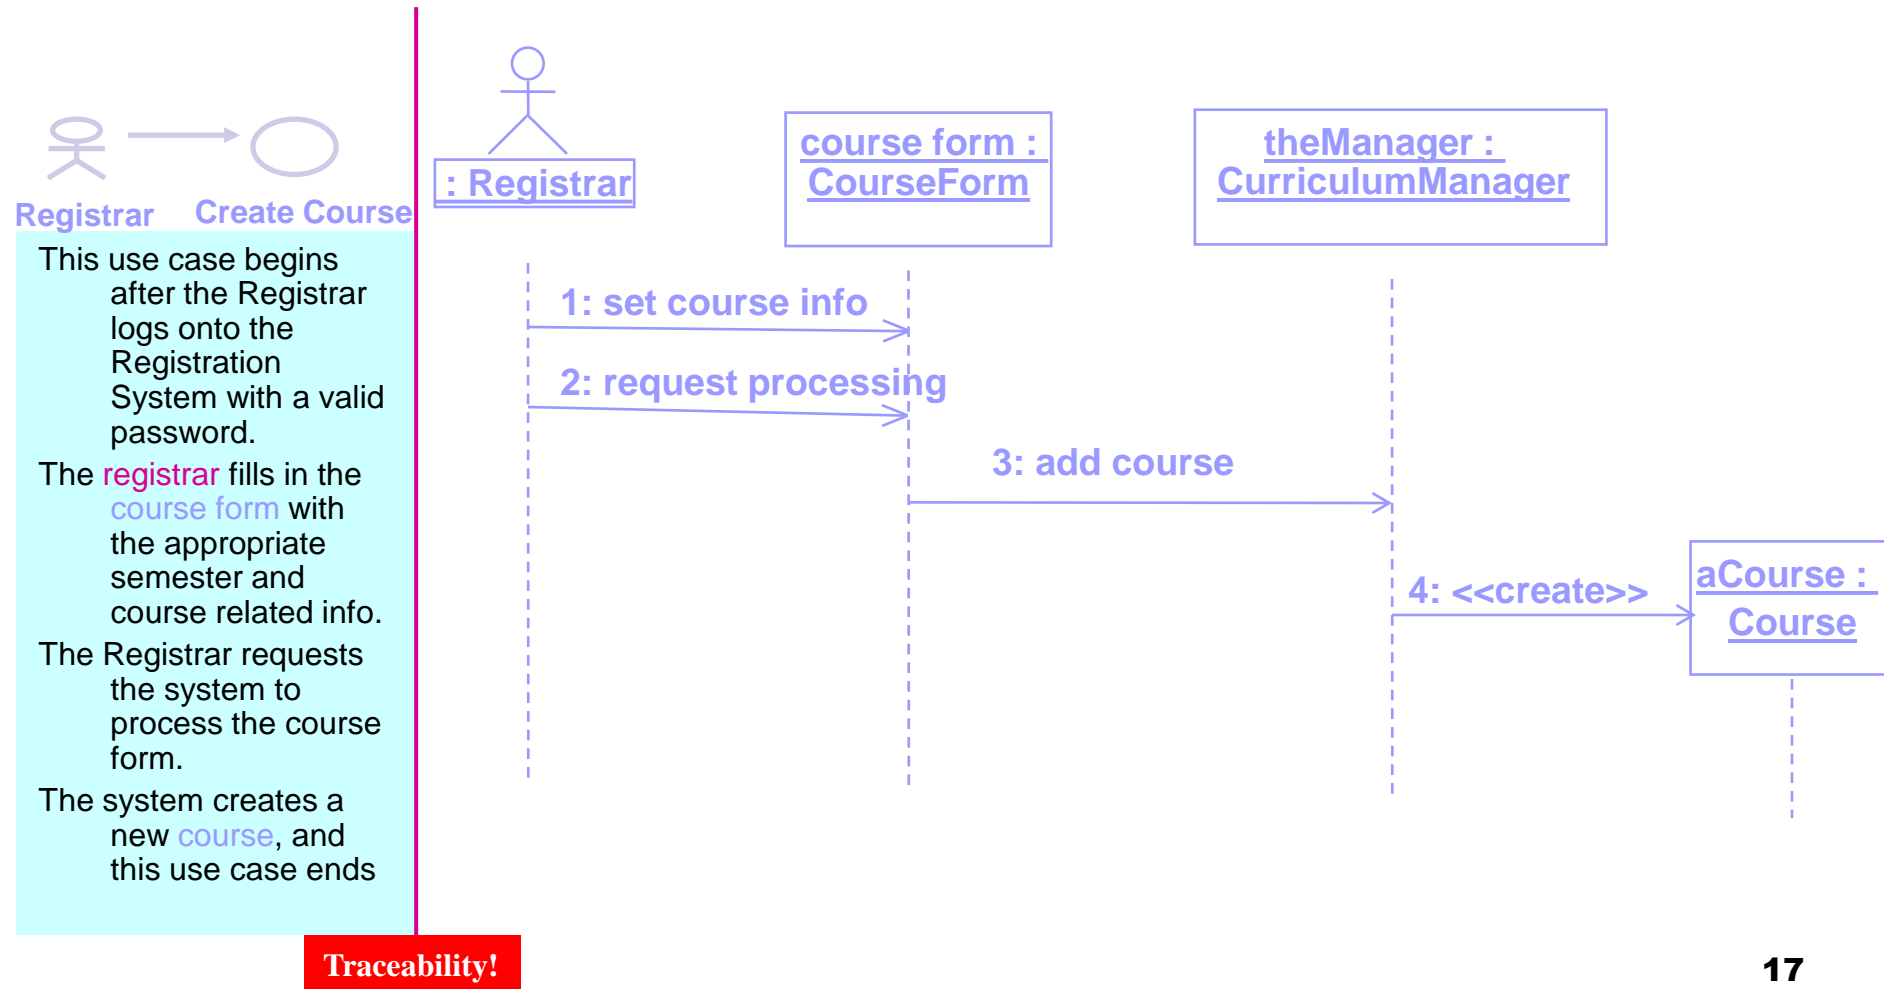 Registrar
Create Course
This use case begins
after the Registrar
logs onto the
Registration
System with a valid
password.
The registrar fills in the
course form with
the appropriate
semester and
course related info.
The Registrar requests
the system to
process the course
form.
The system creates a
new course, and
this use case ends
: Registrar
course form :
CourseForm
theManager :
CurriculumManager
1: set course info
2: request processing
3: add course
4: <<create>>
aCourse :
Course
Traceability!
17